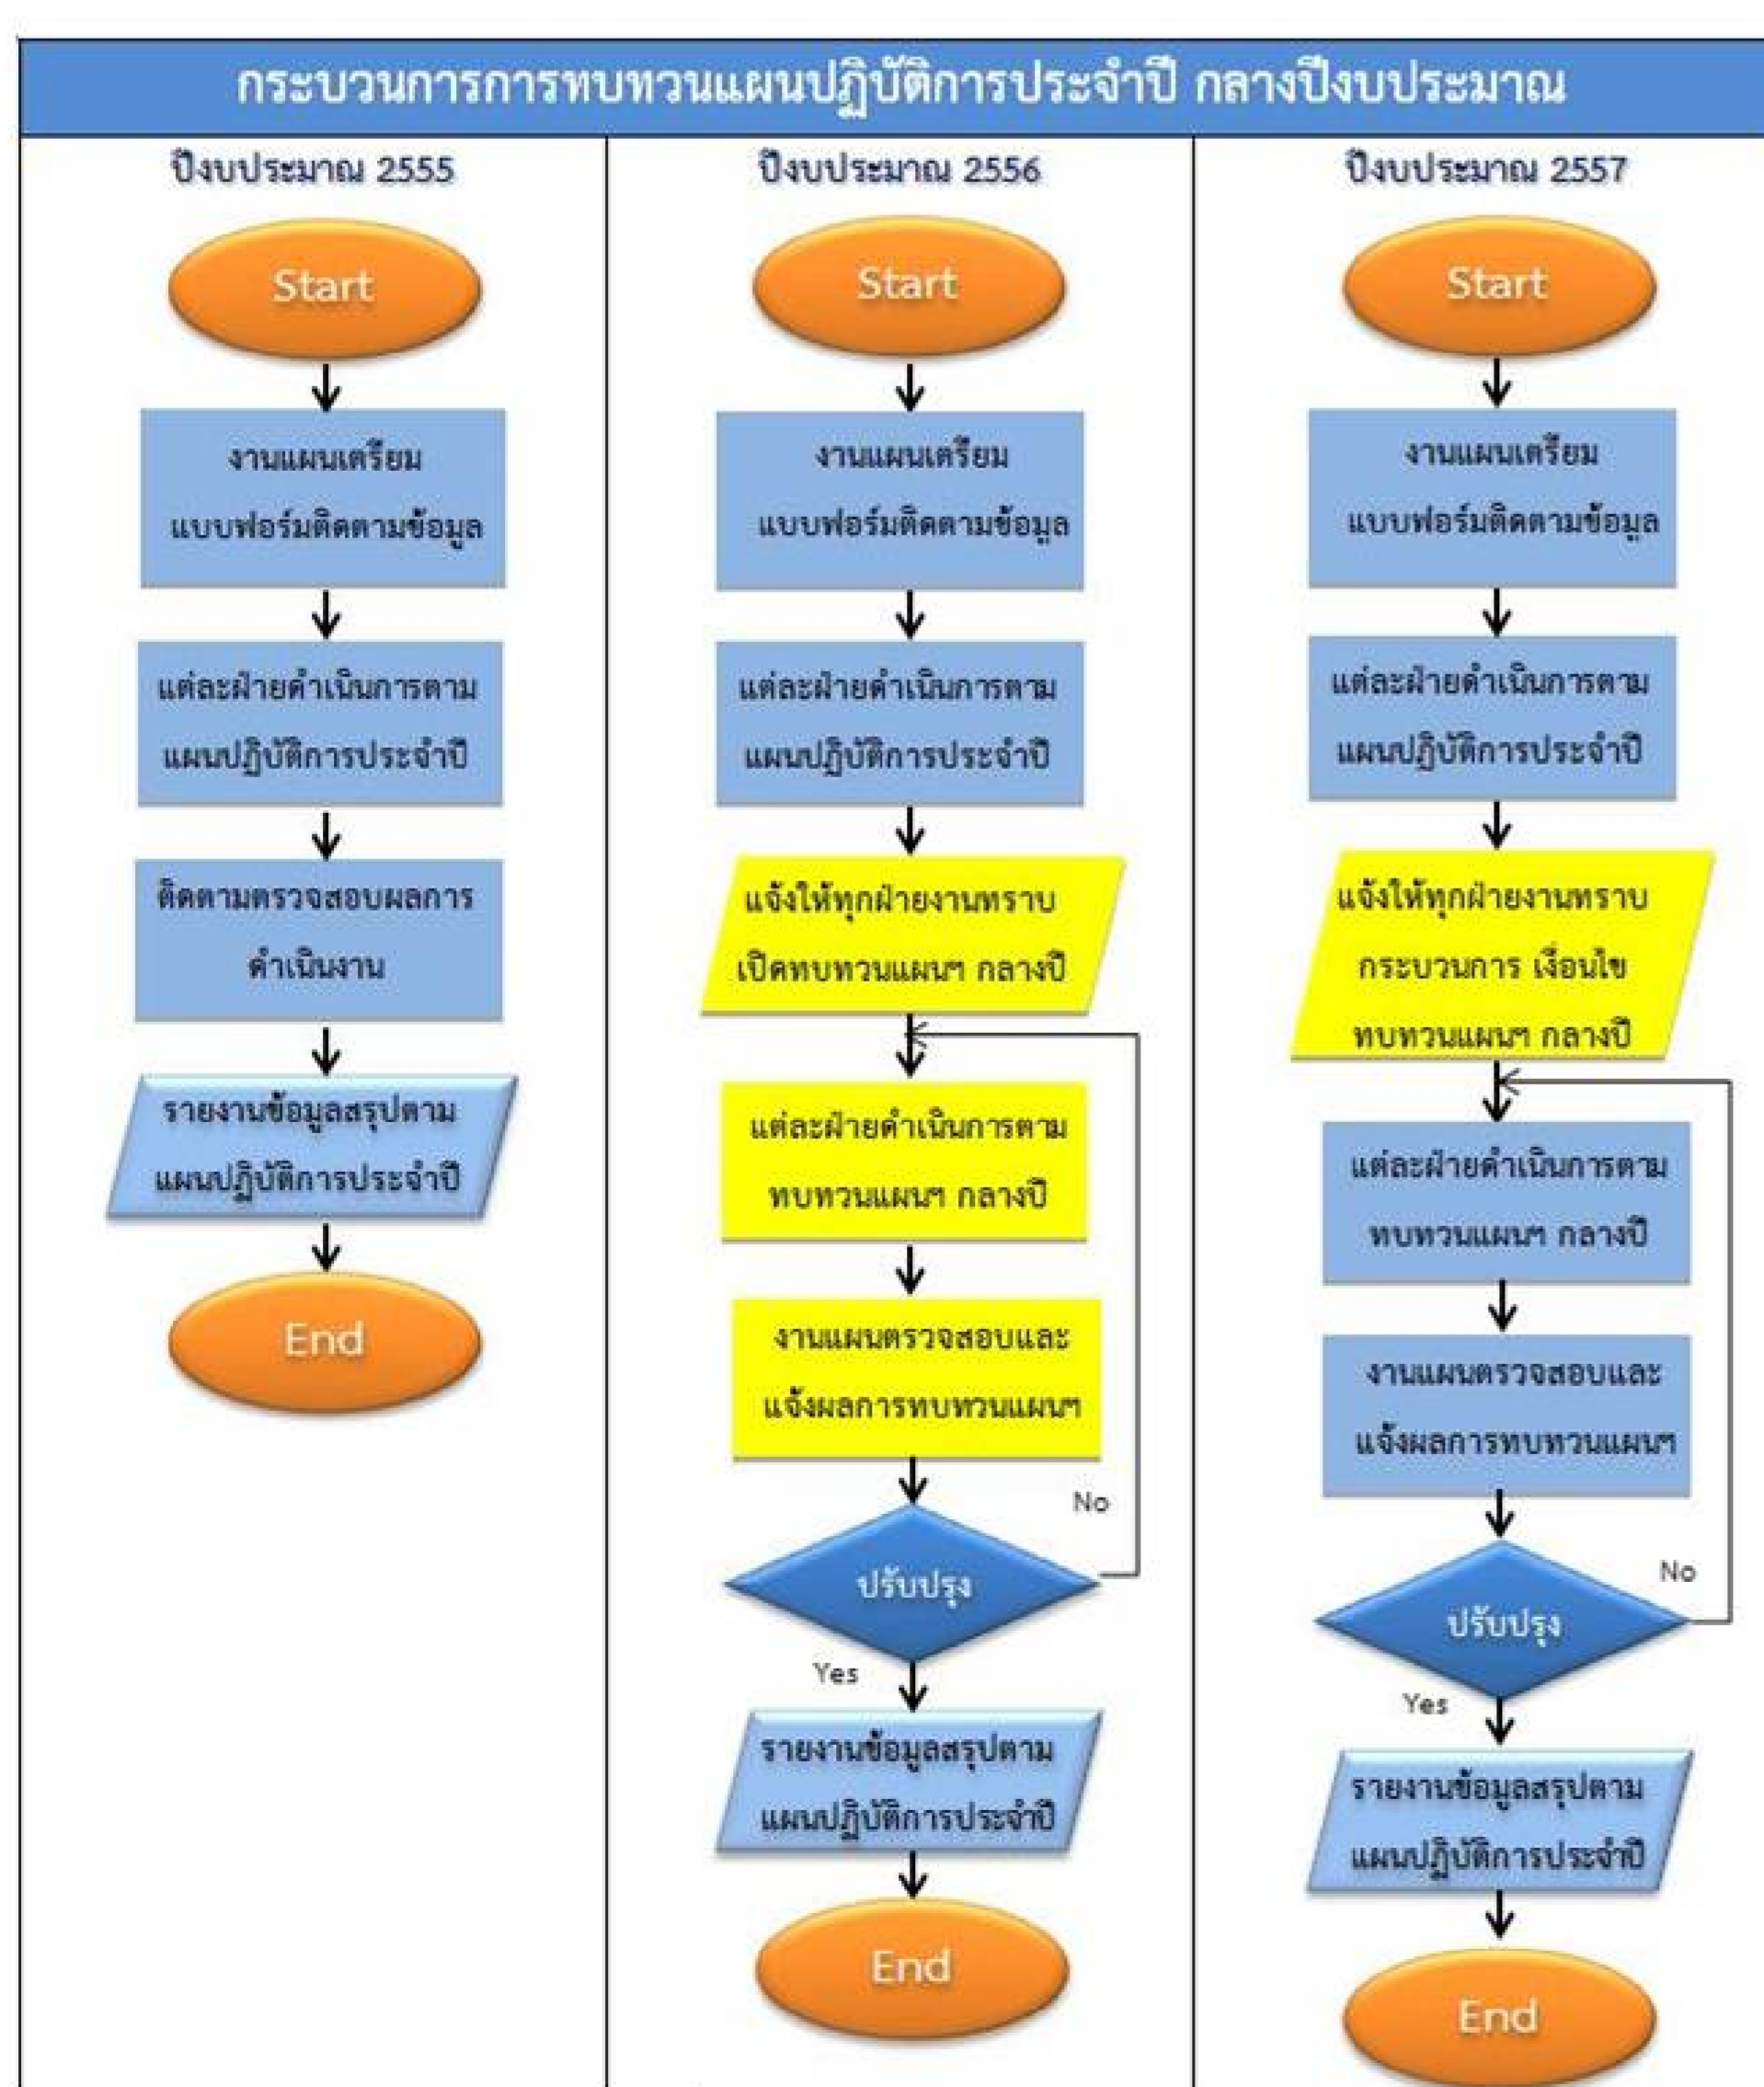 กระบวนการการทบทวนแผนปฏิบัติการประจำปี กลางปีงบประมาณ
ปีงบประมาณ 2555
Start
งานแผนเตรียม
แบบฟอร์มติดตามข้อมูล
แต่ละฝ่ายดำเนินการตาม
แผนปฏิบัติการประจำปี
ติดตามตรวจสอบผลการ
ดำเนินงาน
รายงานข้อมูลสรุปตาม
แผนปฏิบัติการประจำปี
End
ปีงบประมาณ 2556
Start
งานแผนเตรียม
แบบฟอร์มติดตามข้อมูล
แต่ละฝ่ายดำเนินการตาม
แผนปฏิบัติการประจำปี
แจ้งให้ทุกฝ่ายงานทราบ
เปิดทบทวนแผนฯ กลางปี
แต่ละฝ่ายดำเนินการตาม
ทบทวนแผนฯ กลางปี
งานแผนตรวจสอบและ
แจ้งผลการทบทวนแผนฯ
No
ปรับปรุง
Yes
รายงานข้อมูลสรุปตาม
แผนปฏิบัติการประจำปี
End
ปีงบประมาณ 2557
Start
งานแผนเตรียม
แบบฟอร์มติดตามข้อมูล
แต่ละฝ่ายดำเนินการตาม
แผนปฏิบัติการประจำปี
แจ้งให้ทุกฝ่ายงานทราบ
กระบวนการ เงื่อนไข
ทบทวนแผนฯ กลางปี
แต่ละฝ่ายดำเนินการตาม
ทบทวนแผนฯ กลางปี
งานแผนตรวจสอบและ
แจ้งผลการทบทวนแผนฯ
No
ปรับปรุง
Yes
รายงานข้อมูลสรุปตาม
แผนปฏิบัติการประจำปี
End